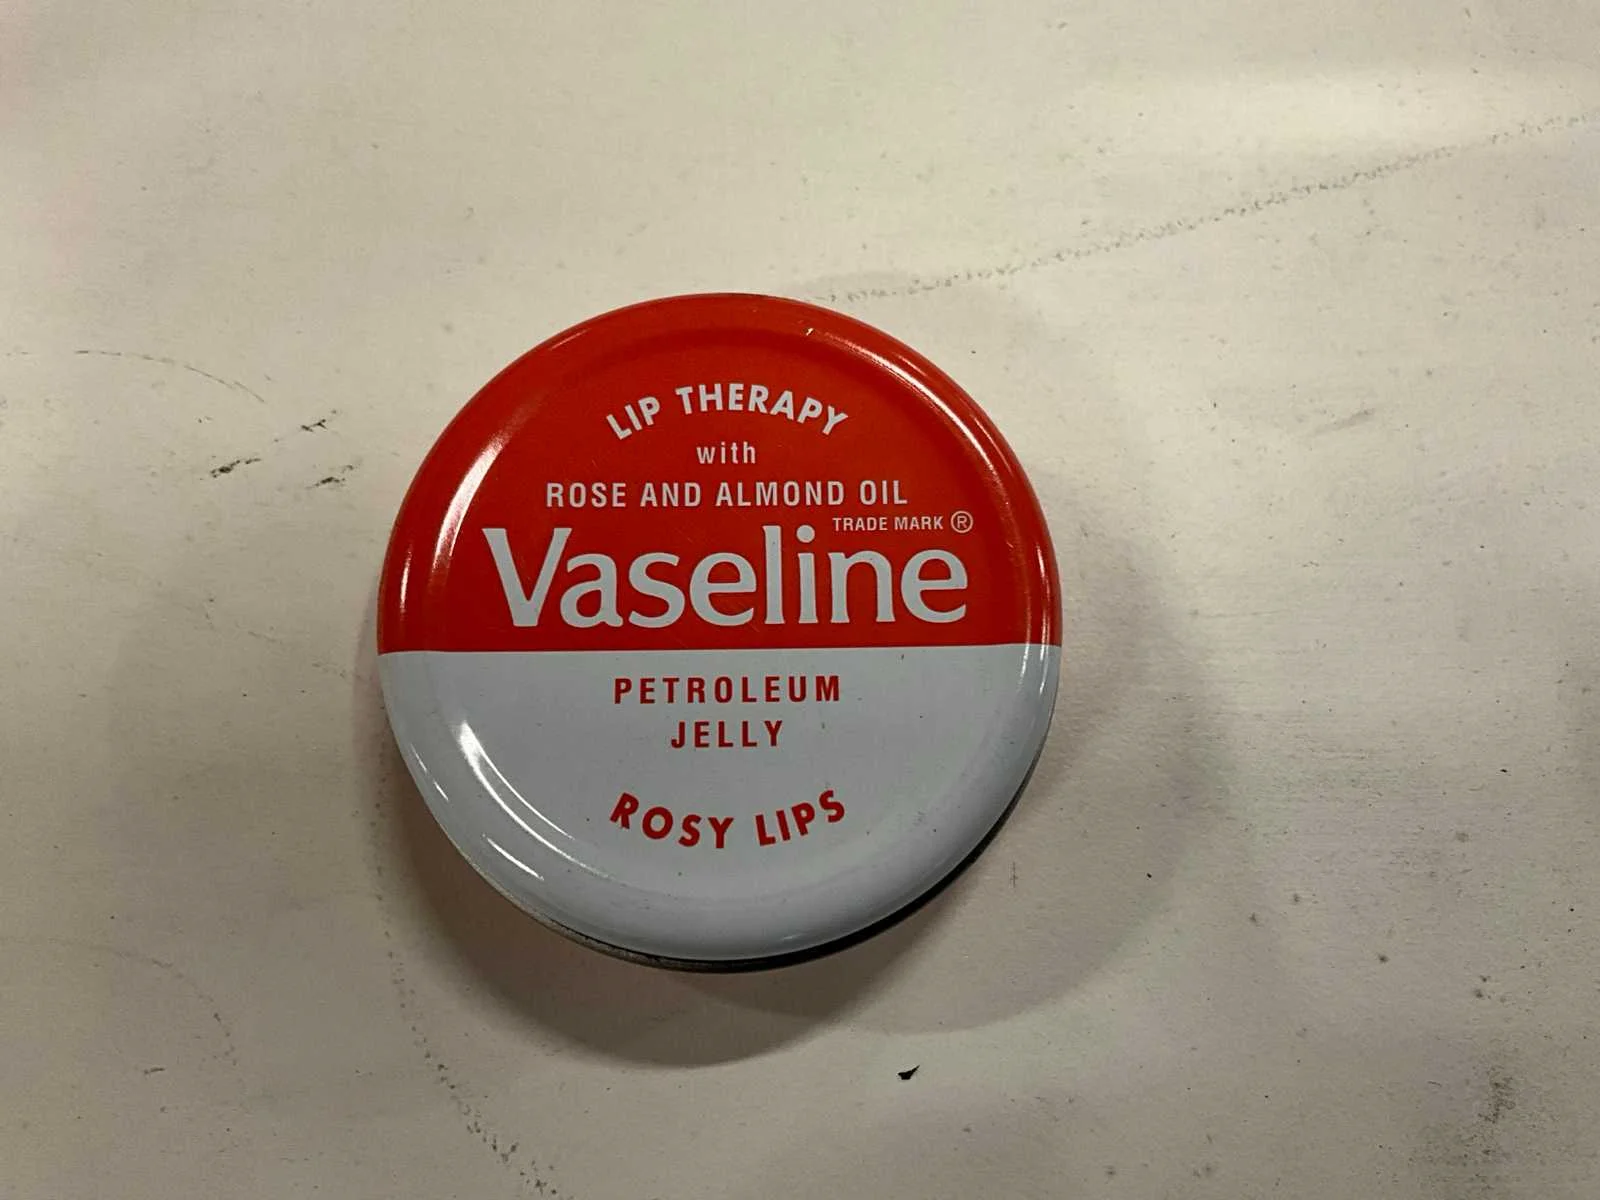 LIP THERAPY
with
ROSE AND ALMOND OIL
TRADE MARK ®
Vaseline
PETROLEUM
JELLY
ROSY LIPS